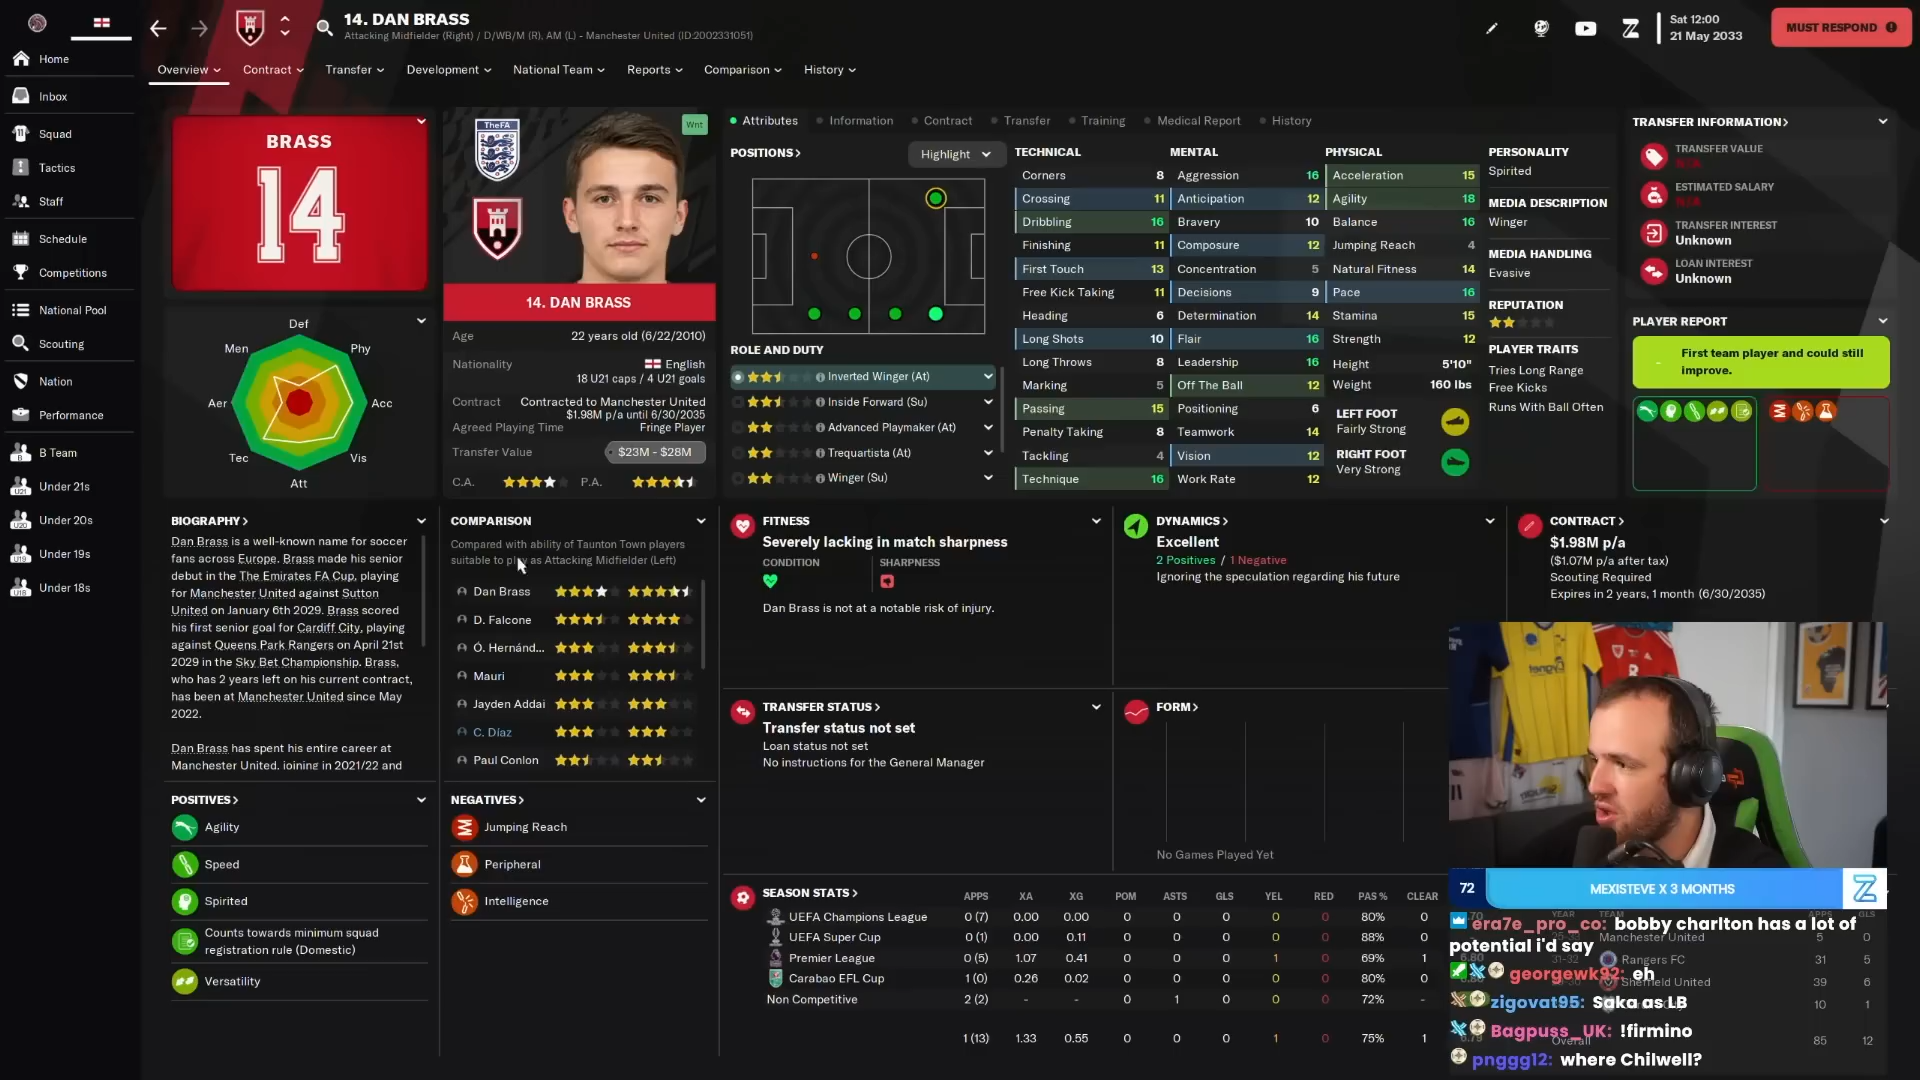 14. DAN BRASS
Attacking Midfielder (Right) / D/WB/M (R), AM (L) - Manchester United (ID:2002331051)
Sat 12:00
21 May 2033
MUST RESPOND
Overview
Contract
Transfer
Development
National Team
Reports
Comparison
History
Home
Inbox
Squad
Tactics
Staff
Schedule
Competitions
National Pool
Scouting
Nation
Performance
B Team
Under 21s
Under 20s
Under 19s
Under 18s
BRASS
14
Def
Men
Phy
Aer
Acc
Tec
Vis
Att
TheFA
Wnt
14. DAN BRASS
Age 22 years old (6/22/2010)
Nationality English
18 U21 caps / 4 U21 goals
Contract Contracted to Manchester United
$1.98M p/a until 6/30/2035
Agreed Playing Time Fringe Player
Transfer Value $23M - $28M
C.A. P.A.
Attributes
Information
Contract
Transfer
Training
Medical Report
History
POSITIONS>
Highlight
ROLE AND DUTY
Inverted Winger (At)
Inside Forward (Su)
Advanced Playmaker (At)
Trequartista (At)
Winger (Su)
TECHNICAL
Corners 8
Crossing 11
Dribbling 16
Finishing 11
First Touch 13
Free Kick Taking 11
Heading 6
Long Shots 10
Long Throws 8
Marking 5
Passing 15
Penalty Taking 8
Tackling 4
Technique 16
MENTAL
Aggression 16
Anticipation 12
Bravery 10
Composure 12
Concentration 5
Decisions 9
Determination 14
Flair 16
Leadership 16
Off The Ball 12
Positioning 6
Teamwork 14
Vision 12
Work Rate 12
PHYSICAL
Acceleration 15
Agility 18
Balance 16
Jumping Reach 4
Natural Fitness 14
Pace 16
Stamina 15
Strength 12
Height 5'10"
Weight 160 lbs
LEFT FOOT
Fairly Strong
RIGHT FOOT
Very Strong
PERSONALITY
Spirited
MEDIA DESCRIPTION
Winger
MEDIA HANDLING
Evasive
REPUTATION
PLAYER TRAITS
Tries Long Range
Free Kicks
Runs With Ball Often
TRANSFER INFORMATION>
TRANSFER VALUE
N/A
ESTIMATED SALARY
N/A
TRANSFER INTEREST
Unknown
LOAN INTEREST
Unknown
PLAYER REPORT
First team player and could still
improve.
BIOGRAPHY>
Dan Brass is a well-known name for soccer
fans across Europe. Brass made his senior
debut in the The Emirates FA Cup, playing
for Manchester United against Sutton
United on January 6th 2029. Brass scored
his first senior goal for Cardiff City, playing
against Queens Park Rangers on April 21st
2029 in the Sky Bet Championship. Brass,
who has 2 years left on his current contract,
has been at Manchester United since May
2022.
Dan Brass has spent his entire career at
Manchester United, joining in 2021/22 and
COMPARISON
Compared with ability of Taunton Town players
suitable to play as Attacking Midfielder (Left)
Dan Brass
D. Falcone
Ó. Hernánd...
Mauri
Jayden Addai
C. Díaz
Paul Conlon
FITNESS
Severely lacking in match sharpness
CONDITION
SHARPNESS
Dan Brass is not at a notable risk of injury.
DYNAMICS>
Excellent
2 Positives / 1 Negative
Ignoring the speculation regarding his future
CONTRACT>
$1.98M p/a
($1.07M p/a after tax)
Scouting Required
Expires in 2 years, 1 month (6/30/2035)
TRANSFER STATUS>
Transfer status not set
Loan status not set
No instructions for the General Manager
FORM>
No Games Played Yet
POSITIVES>
Agility
Speed
Spirited
Counts towards minimum squad
registration rule (Domestic)
Versatility
NEGATIVES>
Jumping Reach
Peripheral
Intelligence
SEASON STATS> APPS XA XG POM ASTS GLS YEL RED PAS % CLEAR
UEFA Champions League 0 (7) 0.00 0.00 0 0 0 0 0 80% 0
UEFA Super Cup 0 (1) 0.00 0.11 0 0 0 0 0 88% 0
Premier League 0 (5) 1.07 0.41 0 0 0 1 0 69% 1
Carabao EFL Cup 1 (0) 0.26 0.02 0 0 0 0 0 80% 0
Non Competitive 2 (2) - - 0 1 0 0 0 72% -
1 (13) 1.33 0.55 0 0 0 1 0 75% 1
72
MEXISTEVE X 3 MONTHS
YEAR TEAM APPS GLS
era7e_pro_co: bobby charlton has a lot of
potential i'd say
Manchester United 5 0
31-32 Rangers FC 31 5
georgewk92: eh
Sheffield United 39 6
zigovat95: Saka as LB
10 1
Bagpuss_UK: !firmino
Overall 85 12
pnggg12: where Chilwell?